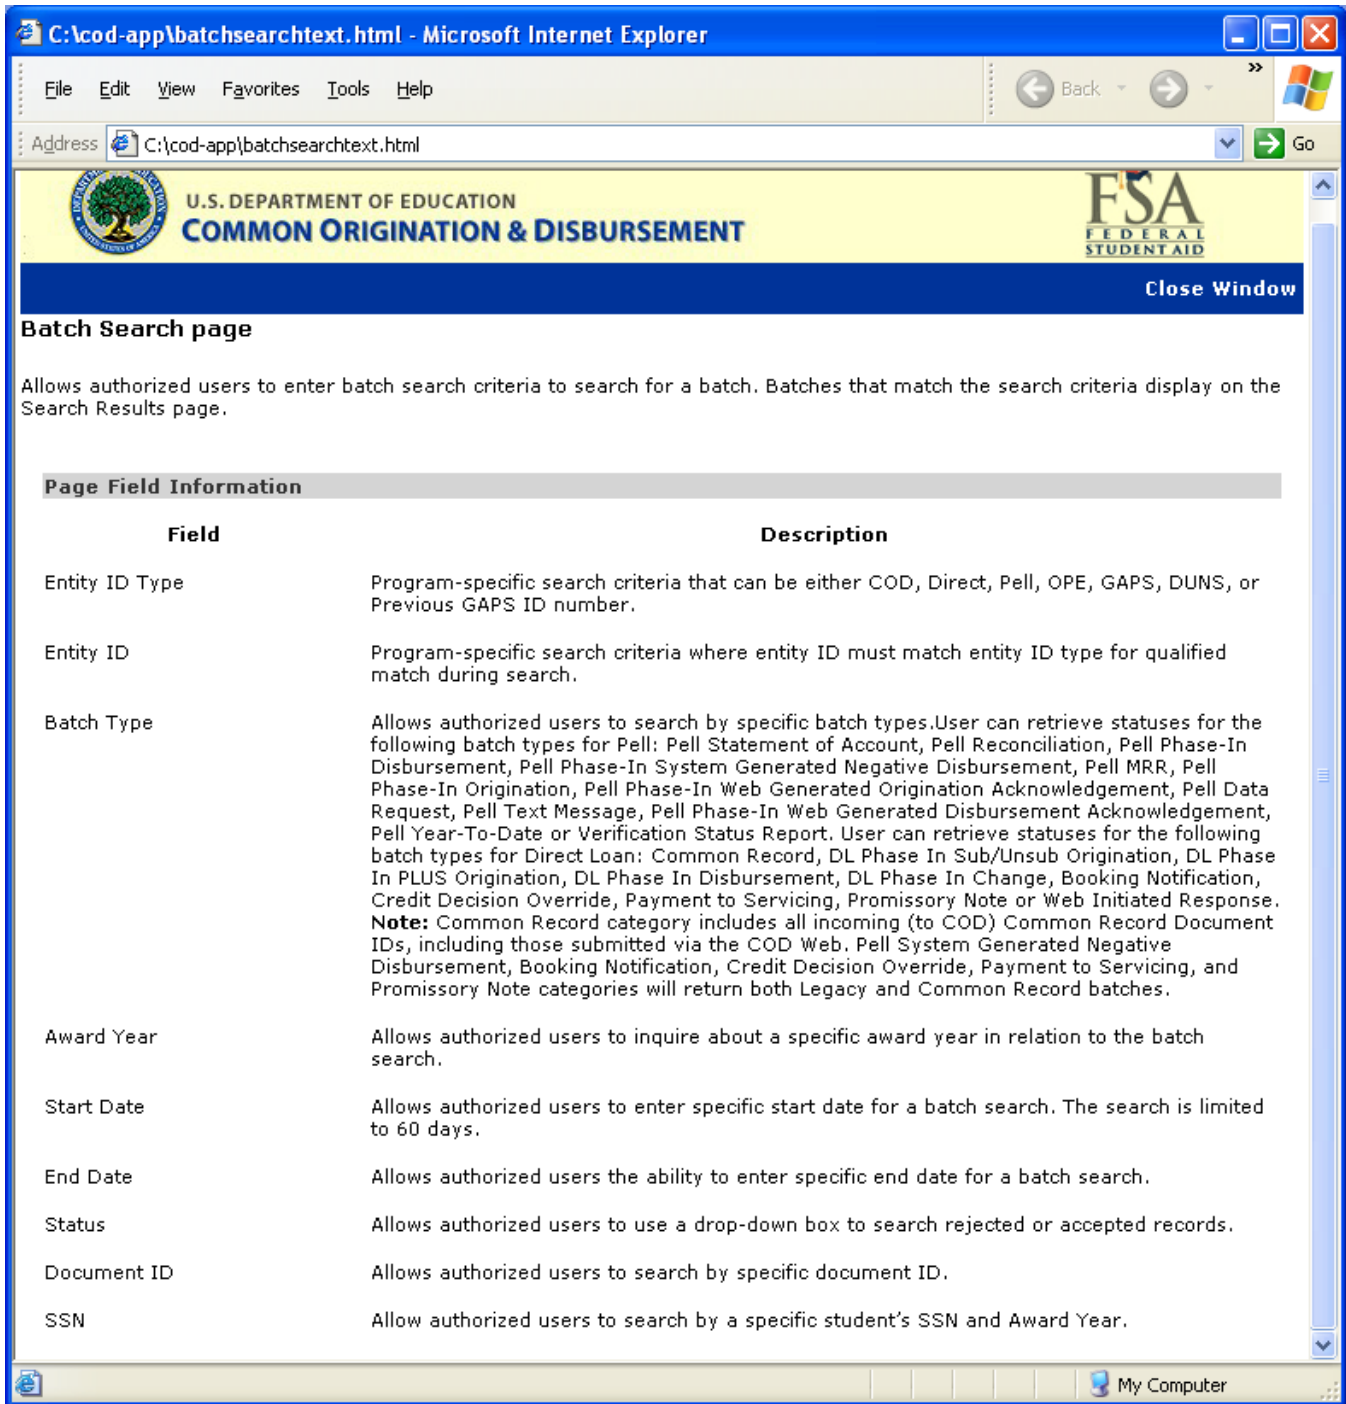 C:\cod-app\batchsearchtext.html - Microsoft Internet Explorer
File Edit View Favorites Tools Help
Back
Address C:\cod-app\batchsearchtext.html Go
U.S. DEPARTMENT OF EDUCATION
COMMON ORIGINATION & DISBURSEMENT
FSA
FEDERAL
STUDENT AID
Close Window
Batch Search page
Allows authorized users to enter batch search criteria to search for a batch. Batches that match the search criteria display on the
Search Results page.
Page Field Information
Field Description
Entity ID Type Program-specific search criteria that can be either COD, Direct, Pell, OPE, GAPS, DUNS, or
Previous GAPS ID number.
Entity ID Program-specific search criteria where entity ID must match entity ID type for qualified
match during search.
Batch Type Allows authorized users to search by specific batch types.User can retrieve statuses for the
following batch types for Pell: Pell Statement of Account, Pell Reconciliation, Pell Phase-In
Disbursement, Pell Phase-In System Generated Negative Disbursement, Pell MRR, Pell
Phase-In Origination, Pell Phase-In Web Generated Origination Acknowledgement, Pell Data
Request, Pell Text Message, Pell Phase-In Web Generated Disbursement Acknowledgement,
Pell Year-To-Date or Verification Status Report. User can retrieve statuses for the following
batch types for Direct Loan: Common Record, DL Phase In Sub/Unsub Origination, DL Phase
In PLUS Origination, DL Phase In Disbursement, DL Phase In Change, Booking Notification,
Credit Decision Override, Payment to Servicing, Promissory Note or Web Initiated Response.
Note: Common Record category includes all incoming (to COD) Common Record Document
IDs, including those submitted via the COD Web. Pell System Generated Negative
Disbursement, Booking Notification, Credit Decision Override, Payment to Servicing, and
Promissory Note categories will return both Legacy and Common Record batches.
Award Year Allows authorized users to inquire about a specific award year in relation to the batch
search.
Start Date Allows authorized users to enter specific start date for a batch search. The search is limited
to 60 days.
End Date Allows authorized users the ability to enter specific end date for a batch search.
Status Allows authorized users to use a drop-down box to search rejected or accepted records.
Document ID Allows authorized users to search by specific document ID.
SSN Allow authorized users to search by a specific student's SSN and Award Year.
My Computer